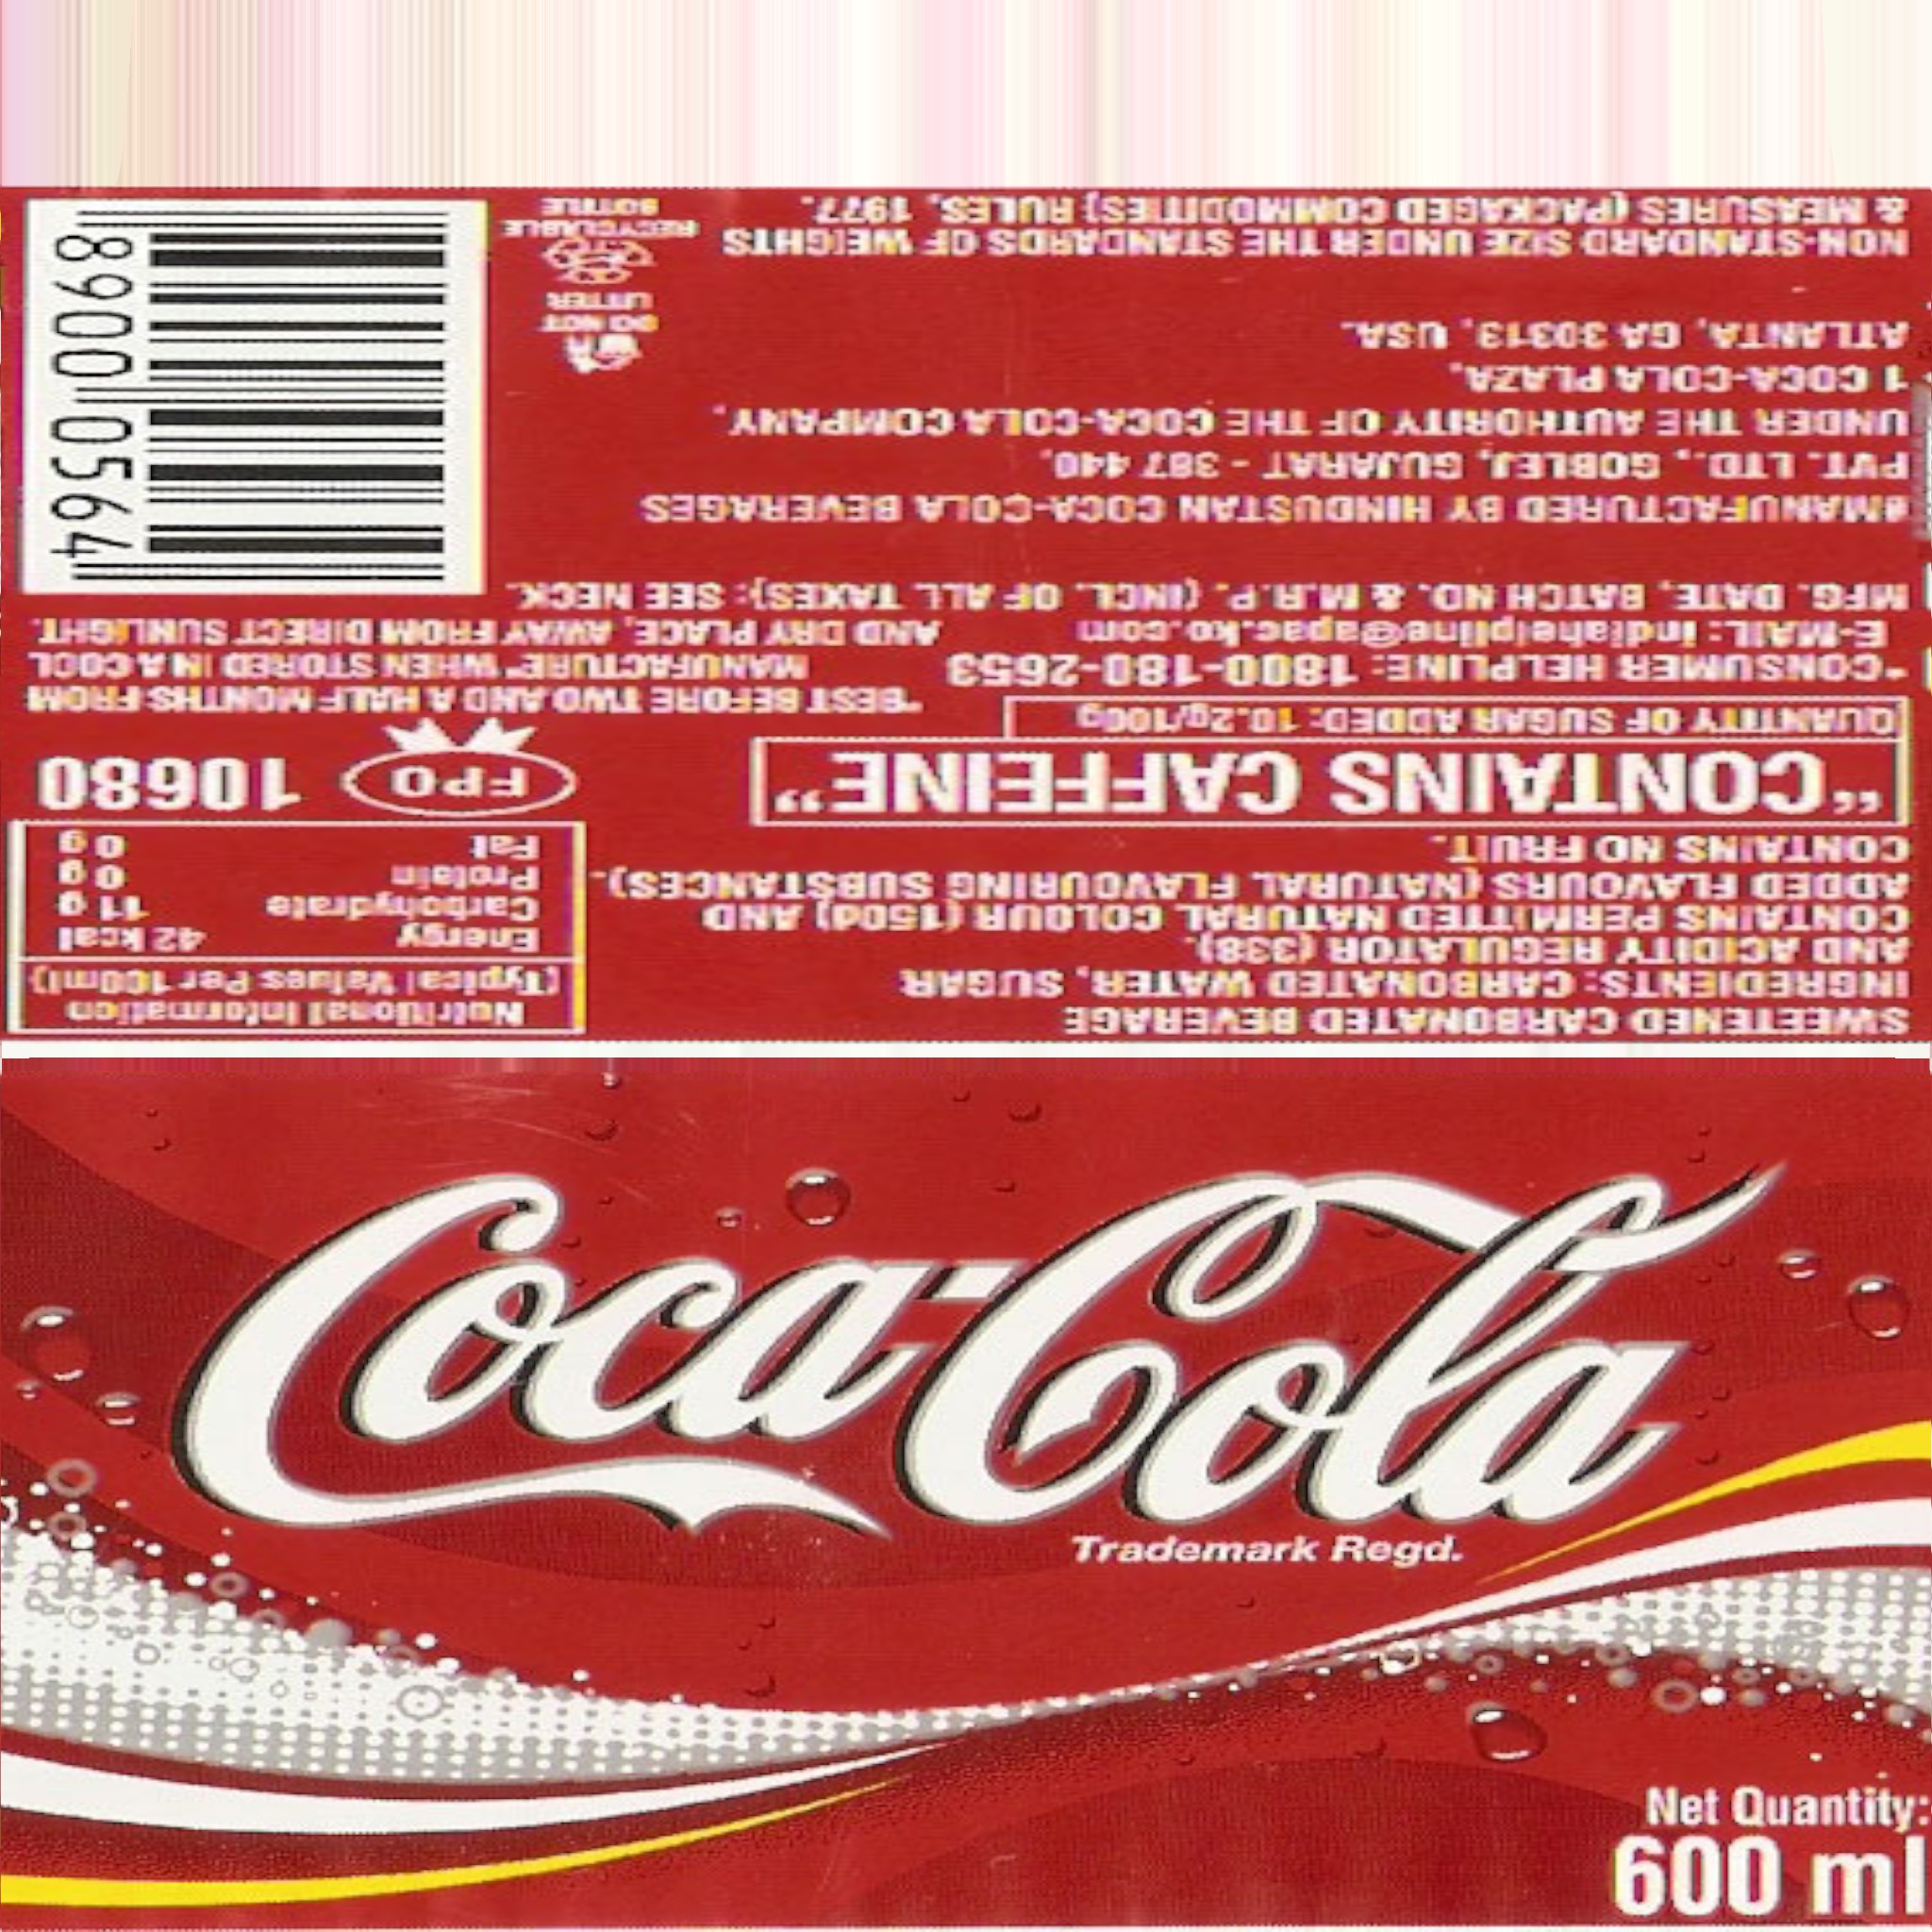 Coca-Cola
Trademark Regd.
Net Quantity:
600 ml
SWEETENED CARBONATED BEVERAGE
INGREDIENTS: CARBONATED WATER, SUGAR
AND ACIDITY REGULATOR (338).
CONTAINS PERMITTED NATURAL COLOUR (150d) AND
ADDED FLAVOURS (NATURAL FLAVOURING SUBSTANCES).
CONTAINS NO FRUIT.
“CONTAINS CAFFEINE”
QUANTITY OF SUGAR ADDED: 10.2g/100g
*CONSUMER HELPLINE: 1800-180-2653
E-MAIL: indiahelpline@apac.ko.com
MFG. DATE, BATCH NO. & M.R.P. (INCL. OF ALL TAXES): SEE NECK.
#MANUFACTURED BY HINDUSTAN COCA-COLA BEVERAGES
PVT. LTD., GOBLEJ, GUJARAT - 387 440,
UNDER THE AUTHORITY OF THE COCA-COLA COMPANY,
1 COCA-COLA PLAZA,
ATLANTA, GA 30313, USA.
NON-STANDARD SIZE UNDER THE STANDARDS OF WEIGHTS
& MEASURES (PACKAGED COMMODITIES) RULES, 1977.
Nutritional Information
(Typical Values Per 100ml)
Energy 42 kcal
Carbohydrate 11 g
Protein 0 g
Fat 0 g
FPO 10680
"BEST BEFORE TWO AND A HALF MONTHS FROM
MANUFACTURE" WHEN STORED IN A COOL
AND DRY PLACE, AWAY FROM DIRECT SUNLIGHT.
DO NOT
LITTER
RECYCLABLE
BOTTLE
8900 0564